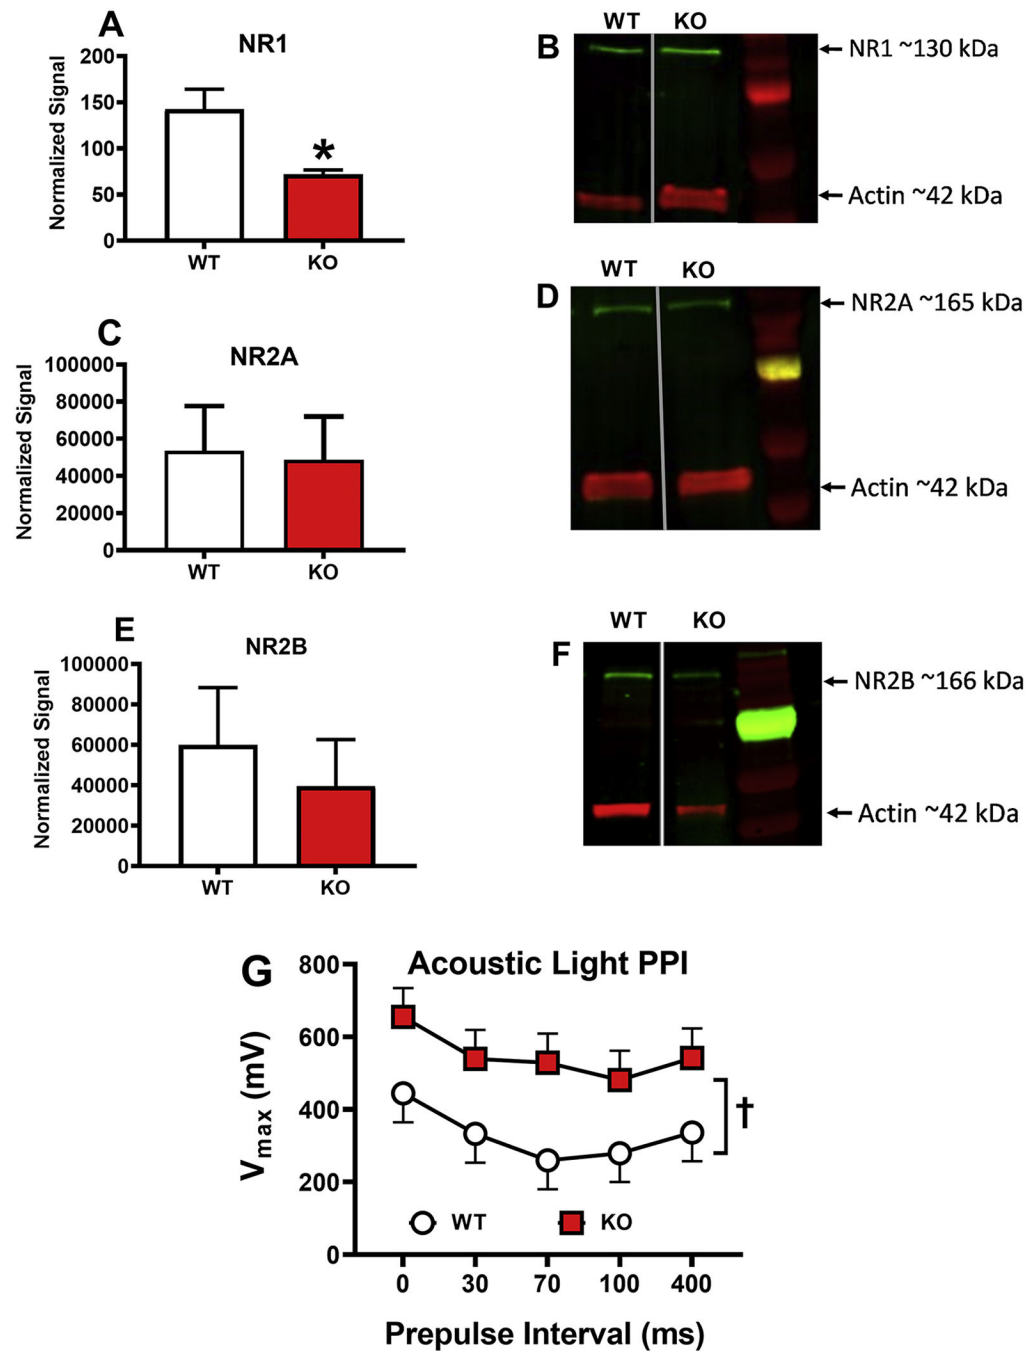 A
NR1
Normalized Signal
200
150
100
50
0
*
WT
KO
B
WT
KO
NR1 ~130 kDa
Actin ~42 kDa
C
NR2A
Normalized Signal
100000
80000
60000
40000
20000
0
WT
KO
D
WT
KO
NR2A ~165 kDa
Actin ~42 kDa
E
NR2B
Normalized Signal
100000
80000
60000
40000
20000
0
WT
KO
F
WT
KO
NR2B ~166 kDa
Actin ~42 kDa
G
Acoustic Light PPI
Vmax (mV)
800
600
400
200
0
†
WT
KO
0 30 70 100 400
Prepulse Interval (ms)